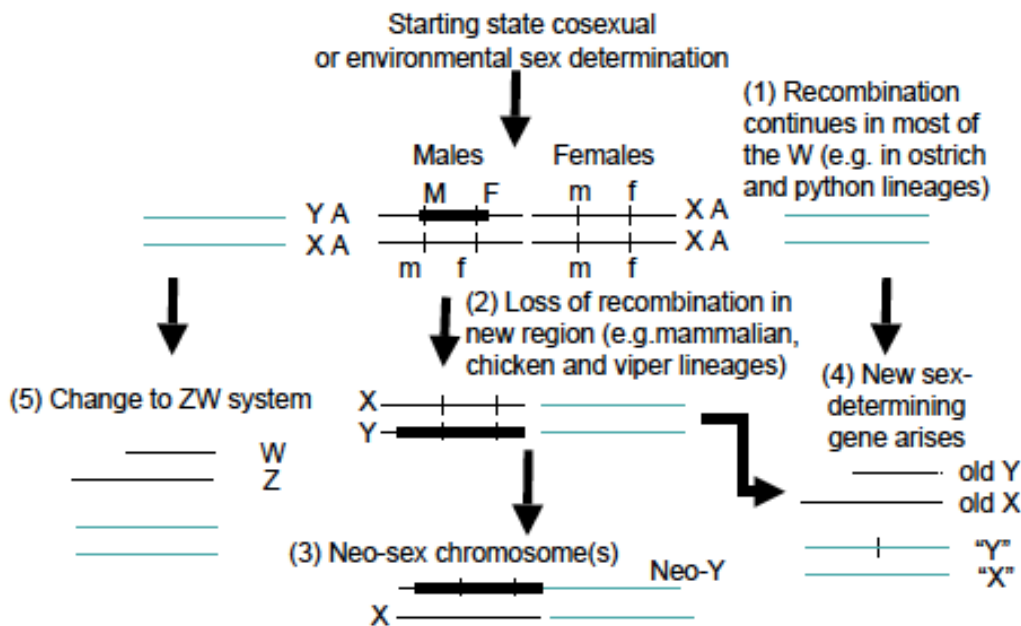 Starting state cosexual
or environmental sex determination
(1) Recombination
continues in most of
the W (e.g. in ostrich
and python lineages)
Males Females
M F m f
Y A X A
X A X A
m f m f
(2) Loss of recombination in
new region (e.g.mammalian,
chicken and viper lineages)
(5) Change to ZW system
W
Z
X
Y
(4) New sex-
determining
gene arises
old Y
old X
"Y"
"X"
(3) Neo-sex chromosome(s)
Neo-Y
X